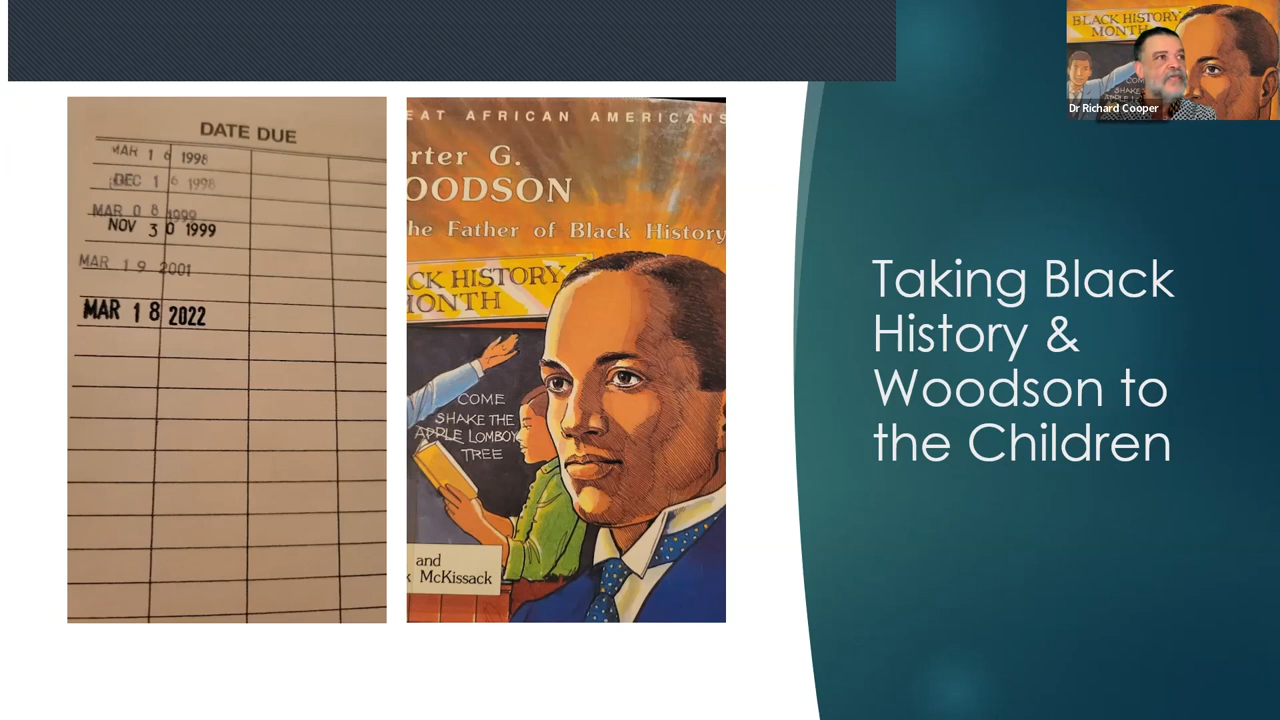 DATE DUE
MAR 1 6 1998
DEC 1 6 1998
MAR 0 8 1999
NOV 3 0 1999
MAR 1 9 2001
MAR 1 8 2022
EAT AFRICAN AMERICANS
rter G.
OODSON
he Father of Black History
CK HISTORY
MONTH
COME
SHAKE THE
APPLE LOMBOY
TREE
and
k McKissack
Taking Black
History &
Woodson to
the Children
BLACK HISTORY
MONTH
COM
SHAKE
Dr Richard Cooper